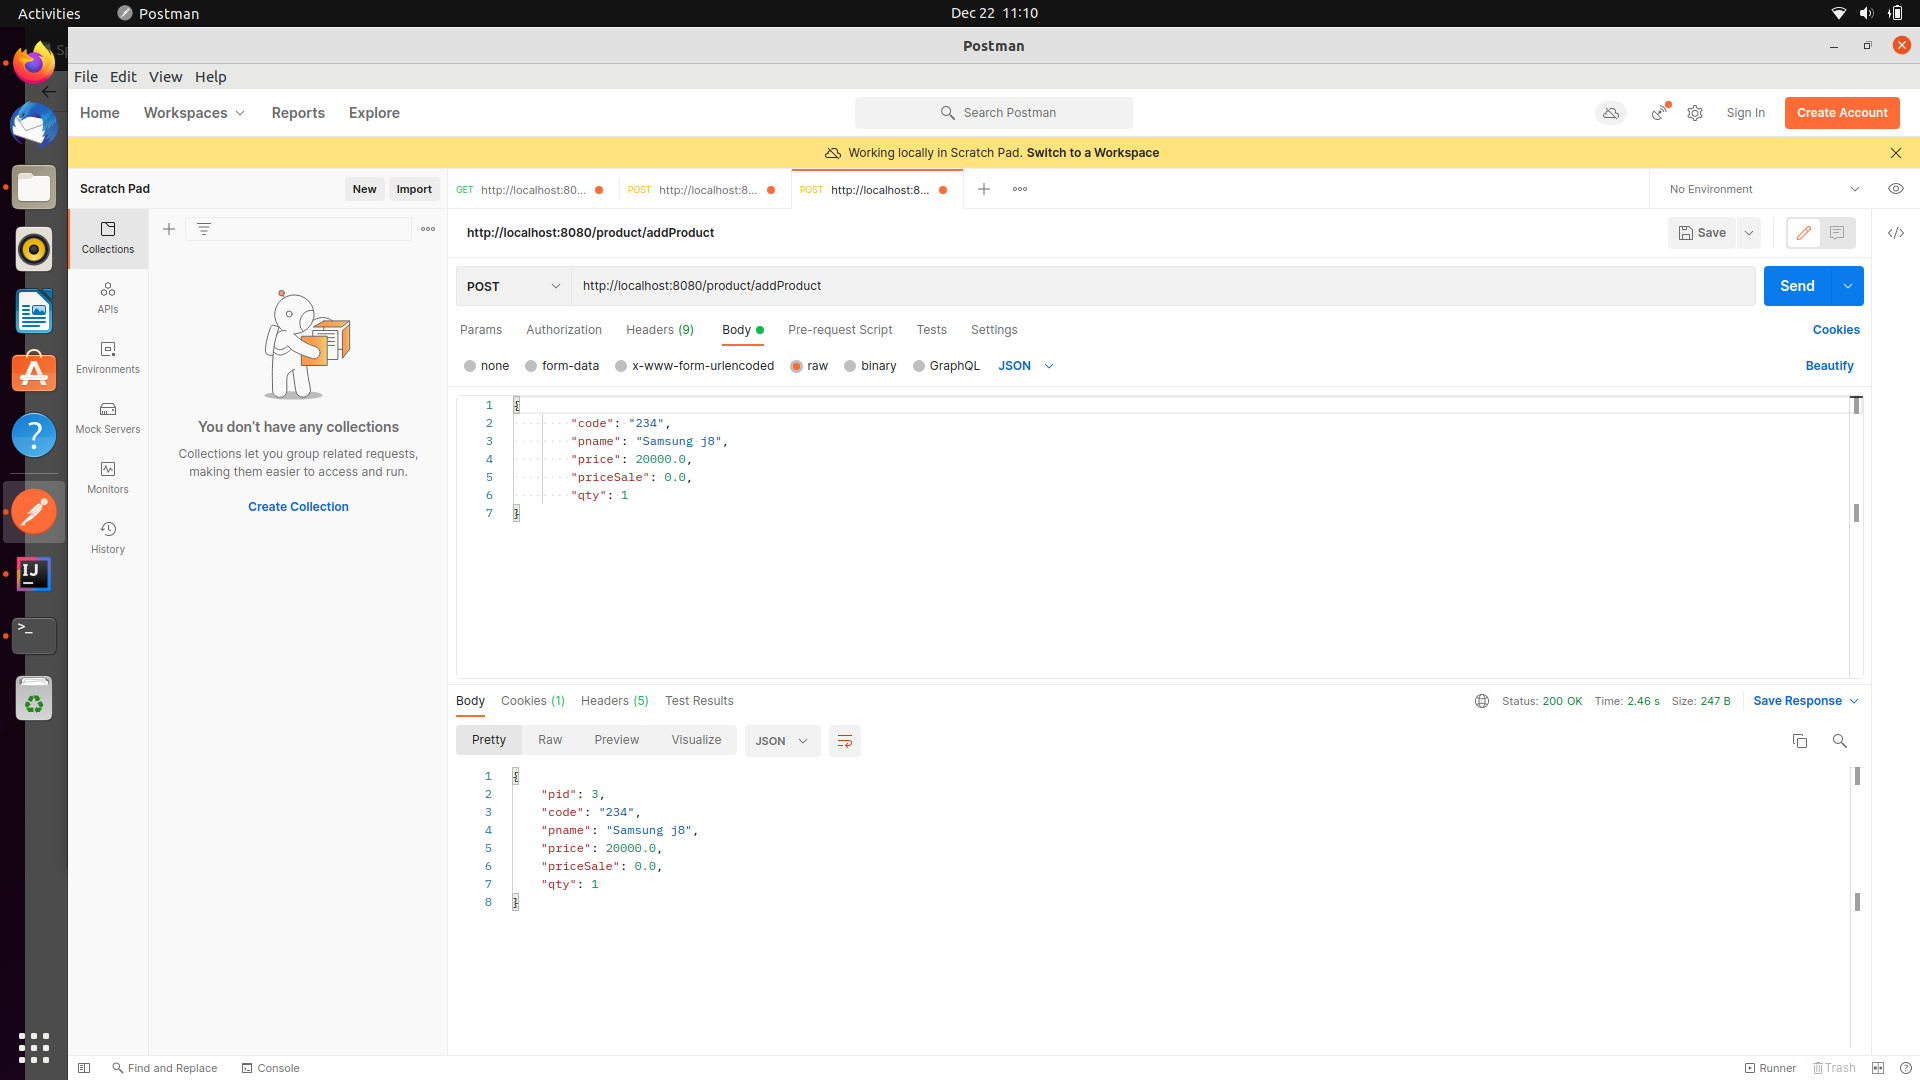 Activities Postman Dec 22 11:10
Postman
File Edit View Help
Home Workspaces Reports Explore Search Postman Sign In Create Account
Working locally in Scratch Pad. Switch to a Workspace
Scratch Pad New Import GET http://localhost:80... POST http://localhost:8... POST http://localhost:8... No Environment
Collections
APIs
Environments
Mock Servers
Monitors
History
You don't have any collections
Collections let you group related requests,
making them easier to access and run.
Create Collection
http://localhost:8080/product/addProduct Save
POST http://localhost:8080/product/addProduct Send
Params Authorization Headers (9) Body Pre-request Script Tests Settings Cookies
none form-data x-www-form-urlencoded raw binary GraphQL JSON Beautify
1 {
2 "code": "234",
3 "pname": "Samsung j8",
4 "price": 20000.0,
5 "priceSale": 0.0,
6 "qty": 1
7 }
Body Cookies (1) Headers (5) Test Results Status: 200 OK Time: 2.46 s Size: 247 B Save Response
Pretty Raw Preview Visualize JSON
1 {
2 "pid": 3,
3 "code": "234",
4 "pname": "Samsung j8",
5 "price": 20000.0,
6 "priceSale": 0.0,
7 "qty": 1
8 }
Find and Replace Console Runner Trash